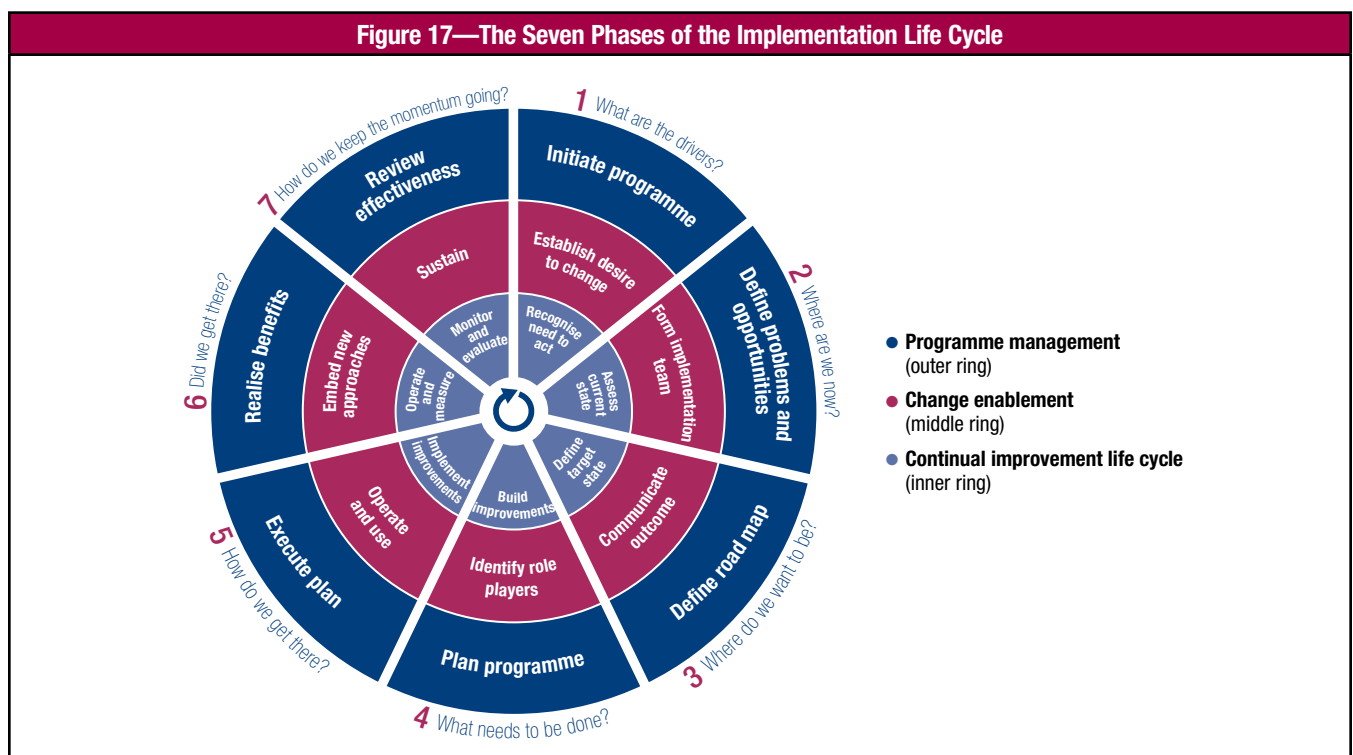 Figure 17—The Seven Phases of the Implementation Life Cycle
1 What are the drivers?
Initiate programme
Establish desire
to change
Recognise
need to
act
2 Where are we now?
Define problems and
opportunities
Form implementation
team
Assess
current
state
3 Where do we want to be?
Define road map
Communicate
outcome
Define
target
state
4 What needs to be done?
Plan programme
Identify role
players
Build
improvements
5 How do we get there?
Execute plan
Operate
and use
Implement
improvements
6 Did we get there?
Realise benefits
Embed new
approaches
Operate
and
measure
7 How do we keep the momentum going?
Review
effectiveness
Sustain
Monitor
and
evaluate
Programme management
(outer ring)
Change enablement
(middle ring)
Continual improvement life cycle
(inner ring)